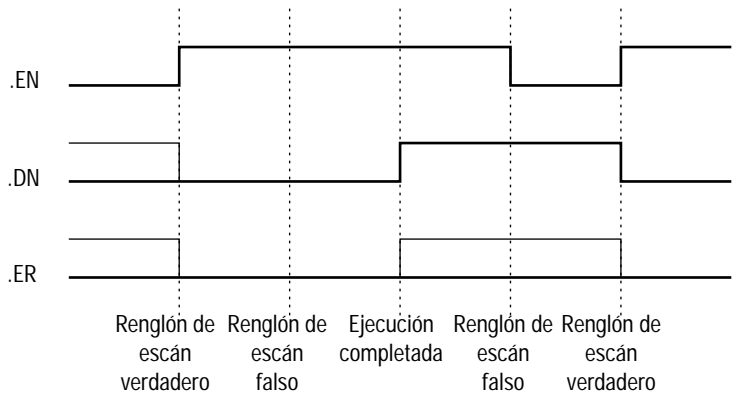 .EN
.DN
.ER
Renglón de escán verdadero
Renglón de escán falso
Ejecución completada
Renglón de escán falso
Renglón de escán verdadero